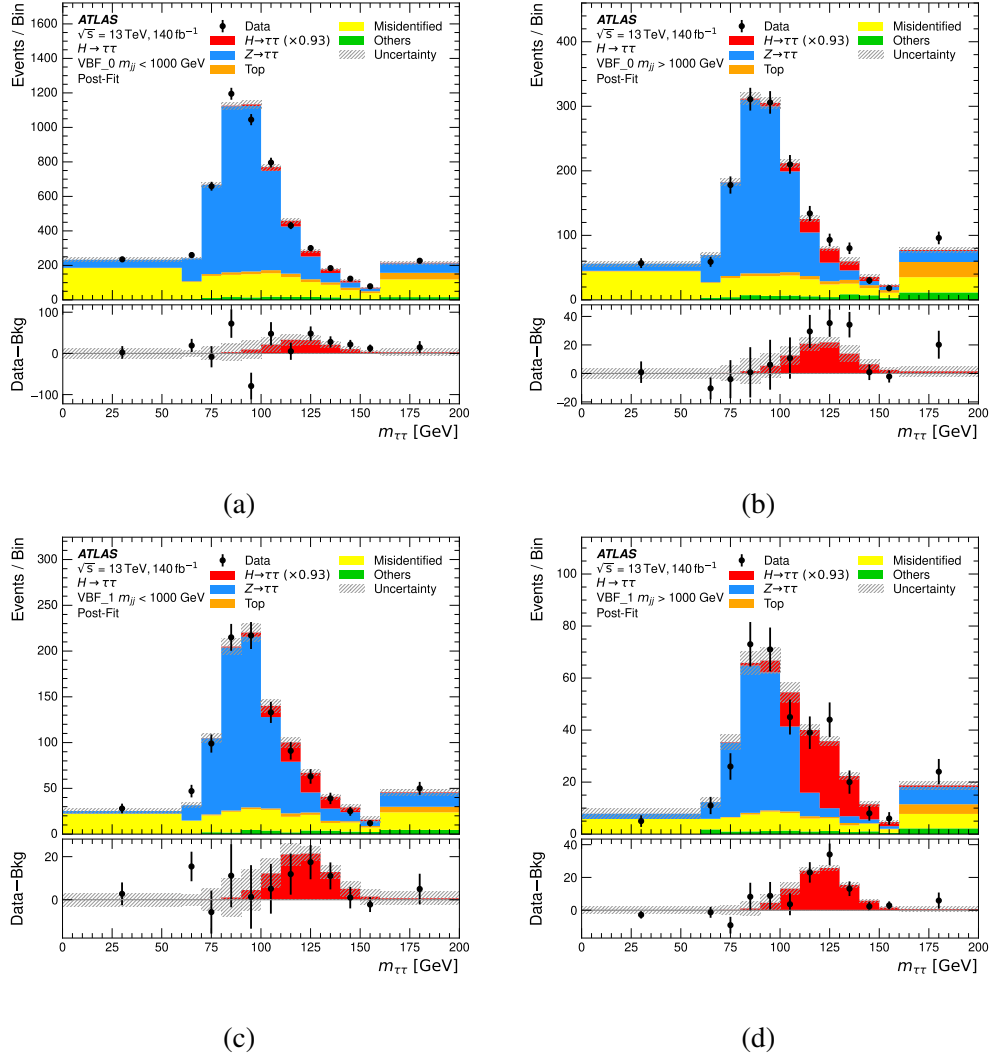 ATLAS
√s = 13 TeV, 140 fb⁻¹
H → ττ
VBF_0 mjj < 1000 GeV
Post-Fit
Data
H→ττ (×0.93)
Z→ττ
Top
Misidentified
Others
Uncertainty
Events / Bin
1600
1400
1200
1000
800
600
400
200
0
Data−Bkg
100
0
−100
0 25 50 75 100 125 150 175 200
mττ [GeV]
(a)
ATLAS
√s = 13 TeV, 140 fb⁻¹
H → ττ
VBF_0 mjj > 1000 GeV
Post-Fit
Data
H→ττ (×0.93)
Z→ττ
Top
Misidentified
Others
Uncertainty
Events / Bin
400
300
200
100
0
Data−Bkg
40
20
0
−20
0 25 50 75 100 125 150 175 200
mττ [GeV]
(b)
ATLAS
√s = 13 TeV, 140 fb⁻¹
H → ττ
VBF_1 mjj < 1000 GeV
Post-Fit
Data
H→ττ (×0.93)
Z→ττ
Top
Misidentified
Others
Uncertainty
Events / Bin
300
250
200
150
100
50
0
Data−Bkg
20
0
0 25 50 75 100 125 150 175 200
mττ [GeV]
(c)
ATLAS
√s = 13 TeV, 140 fb⁻¹
H → ττ
VBF_1 mjj > 1000 GeV
Post-Fit
Data
H→ττ (×0.93)
Z→ττ
Top
Misidentified
Others
Uncertainty
Events / Bin
100
80
60
40
20
0
Data−Bkg
40
20
0
0 25 50 75 100 125 150 175 200
mττ [GeV]
(d)